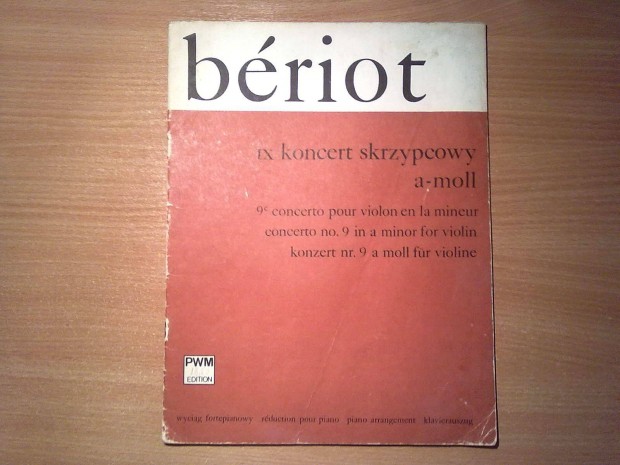 bériot
IX koncert skrzypcowy
a-moll
9e concerto pour violon en la mineur
concerto no. 9 in a minor for violin
konzert nr. 9 a moll für violine
PWM
EDITION
wyciąg fortepianowy réduction pour piano piano arrangement klavierauszug